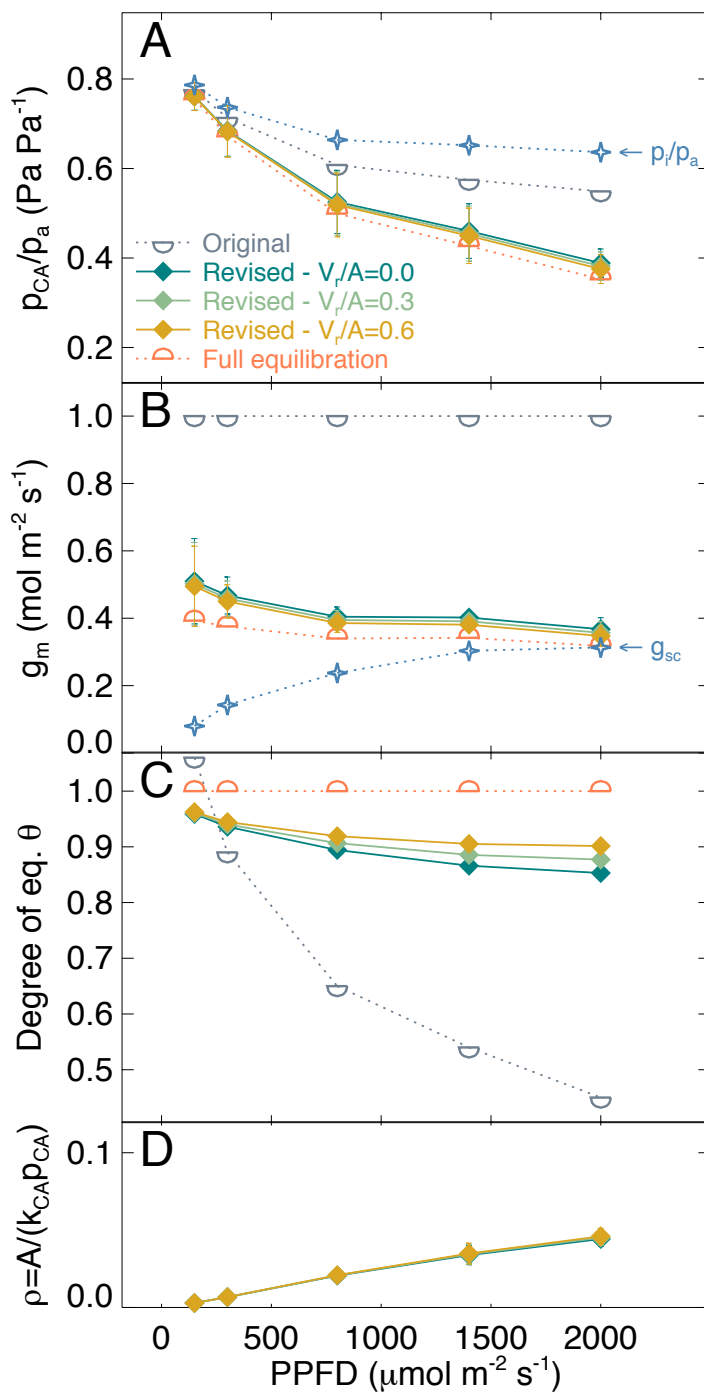 A
0.8
0.6
0.4
0.2
p_CA/p_a (Pa Pa⁻¹)
p_i/p_a
Original
Revised - V_r/A=0.0
Revised - V_r/A=0.3
Revised - V_r/A=0.6
Full equilibration
B
1.0
0.8
0.6
0.4
0.2
0.0
g_m (mol m⁻² s⁻¹)
g_sc
C
1.0
0.9
0.8
0.7
0.6
0.5
Degree of eq. θ
D
0.1
0.0
ρ=A/(k_CA p_CA)
0 500 1000 1500 2000
PPFD (μmol m⁻² s⁻¹)